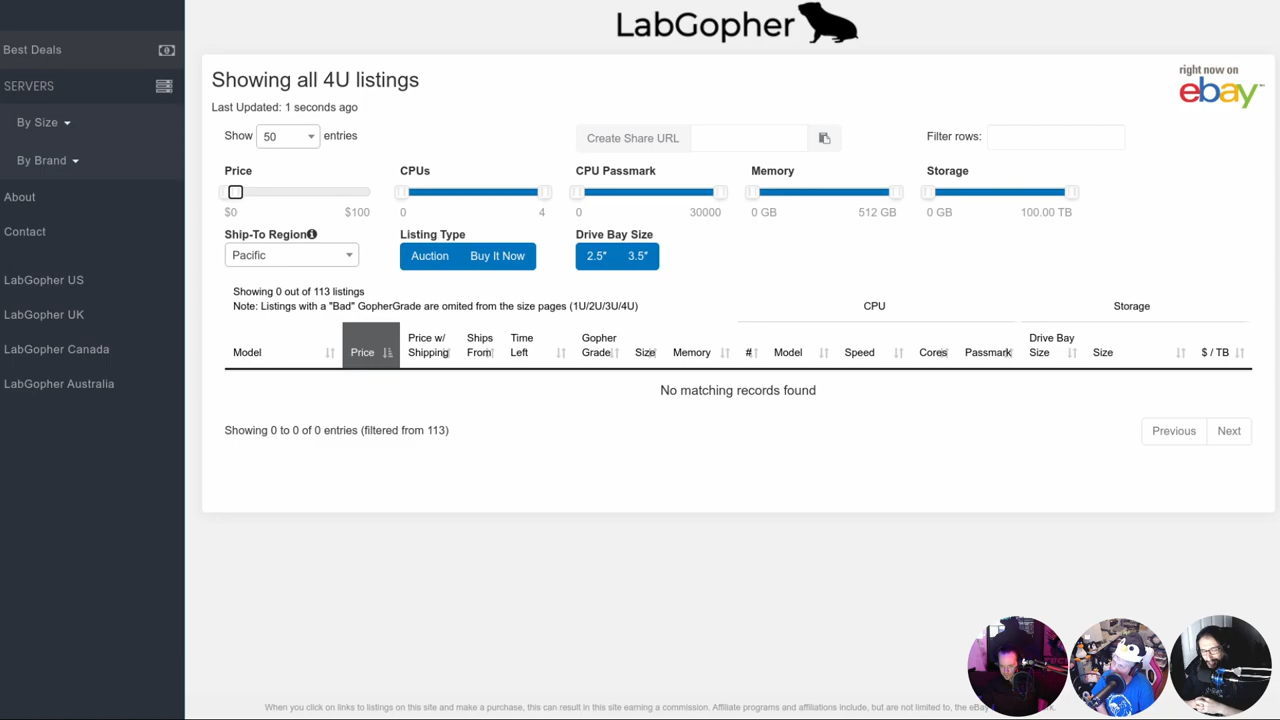 LabGopher
Best Deals
SERVERS
By Size
By Brand
About
Contact
LabGopher US
LabGopher UK
LabGopher Canada
LabGopher Australia
Showing all 4U listings
right now on
ebay
Last Updated: 1 seconds ago
Show 50 entries
Create Share URL
Filter rows:
Price CPUs CPU Passmark Memory Storage
$0 $100 0 4 0 30000 0 GB 512 GB 0 GB 100.00 TB
Ship-To Region Listing Type Drive Bay Size
Pacific Auction Buy It Now 2.5" 3.5"
Showing 0 out of 113 listings
Note: Listings with a "Bad" GopherGrade are omited from the size pages (1U/2U/3U/4U)
CPU Storage
Model Price Price w/ Shipping Ships From Time Left Gopher Grade Size Memory # Model Speed Cores Passmark Drive Bay Size Size $ / TB
No matching records found
Showing 0 to 0 of 0 entries (filtered from 113)
Previous Next
When you click on links to listings on this site and make a purchase, this can result in this site earning a commission. Affiliate programs and affiliations include, but are not limited to, the eBay